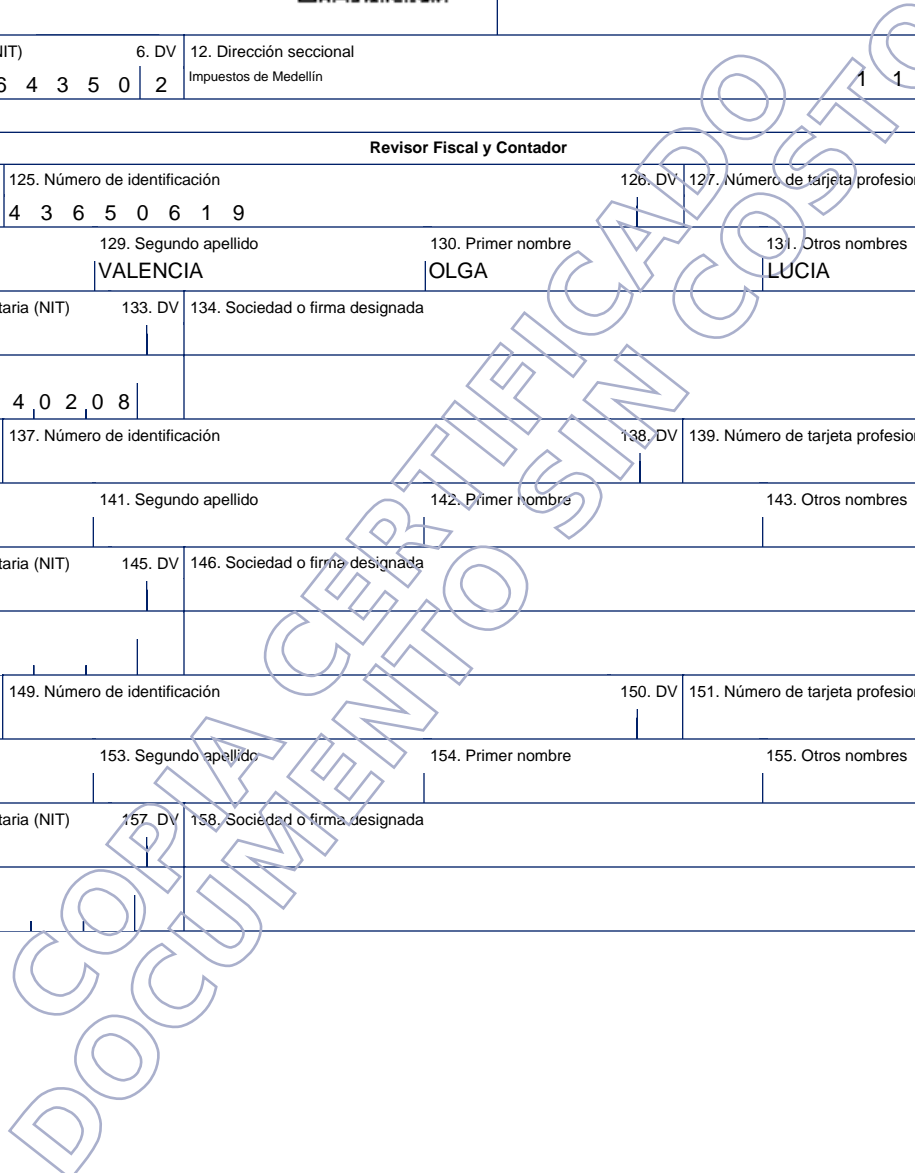 NIT) 6. DV 12. Dirección seccional
6 4 3 5 0 2 Impuestos de Medellín 1 1
Revisor Fiscal y Contador
125. Número de identificación 126. DV 127. Número de tarjeta profesion
4 3 6 5 0 6 1 9
129. Segundo apellido 130. Primer nombre 131. Otros nombres
VALENCIA OLGA LUCIA
taria (NIT) 133. DV 134. Sociedad o firma designada
4 0 2 0 8
137. Número de identificación 138. DV 139. Número de tarjeta profesion
141. Segundo apellido 142. Primer nombre 143. Otros nombres
taria (NIT) 145. DV 146. Sociedad o firma designada
149. Número de identificación 150. DV 151. Número de tarjeta profesion
153. Segundo apellido 154. Primer nombre 155. Otros nombres
taria (NIT) 157. DV 158. Sociedad o firma designada
COPIA CERTIFICADO
DOCUMENTO SIN COSTO